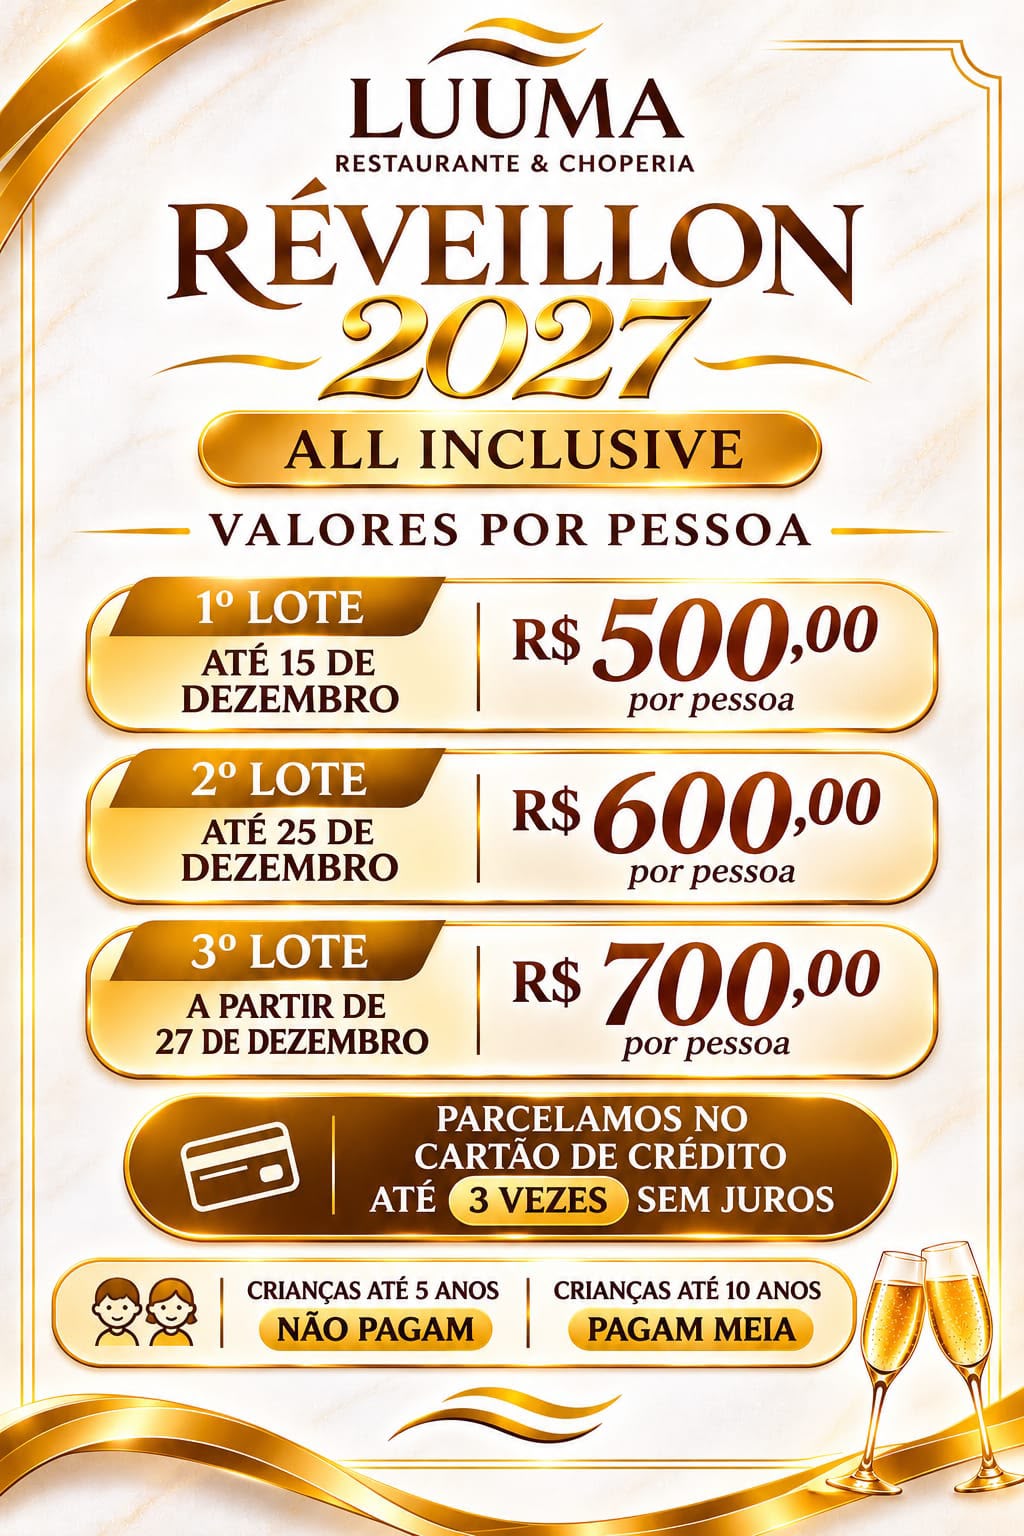 LUUMA
RESTAURANTE & CHOPERIA
RÉVEILLON
2027
ALL INCLUSIVE
VALORES POR PESSOA
1º LOTE
ATÉ 15 DE
DEZEMBRO
R$ 500,00
por pessoa
2º LOTE
ATÉ 25 DE
DEZEMBRO
R$ 600,00
por pessoa
3º LOTE
A PARTIR DE
27 DE DEZEMBRO
R$ 700,00
por pessoa
PARCELAMOS NO
CARTÃO DE CRÉDITO
ATÉ 3 VEZES SEM JUROS
CRIANÇAS ATÉ 5 ANOS
NÃO PAGAM
CRIANÇAS ATÉ 10 ANOS
PAGAM MEIA